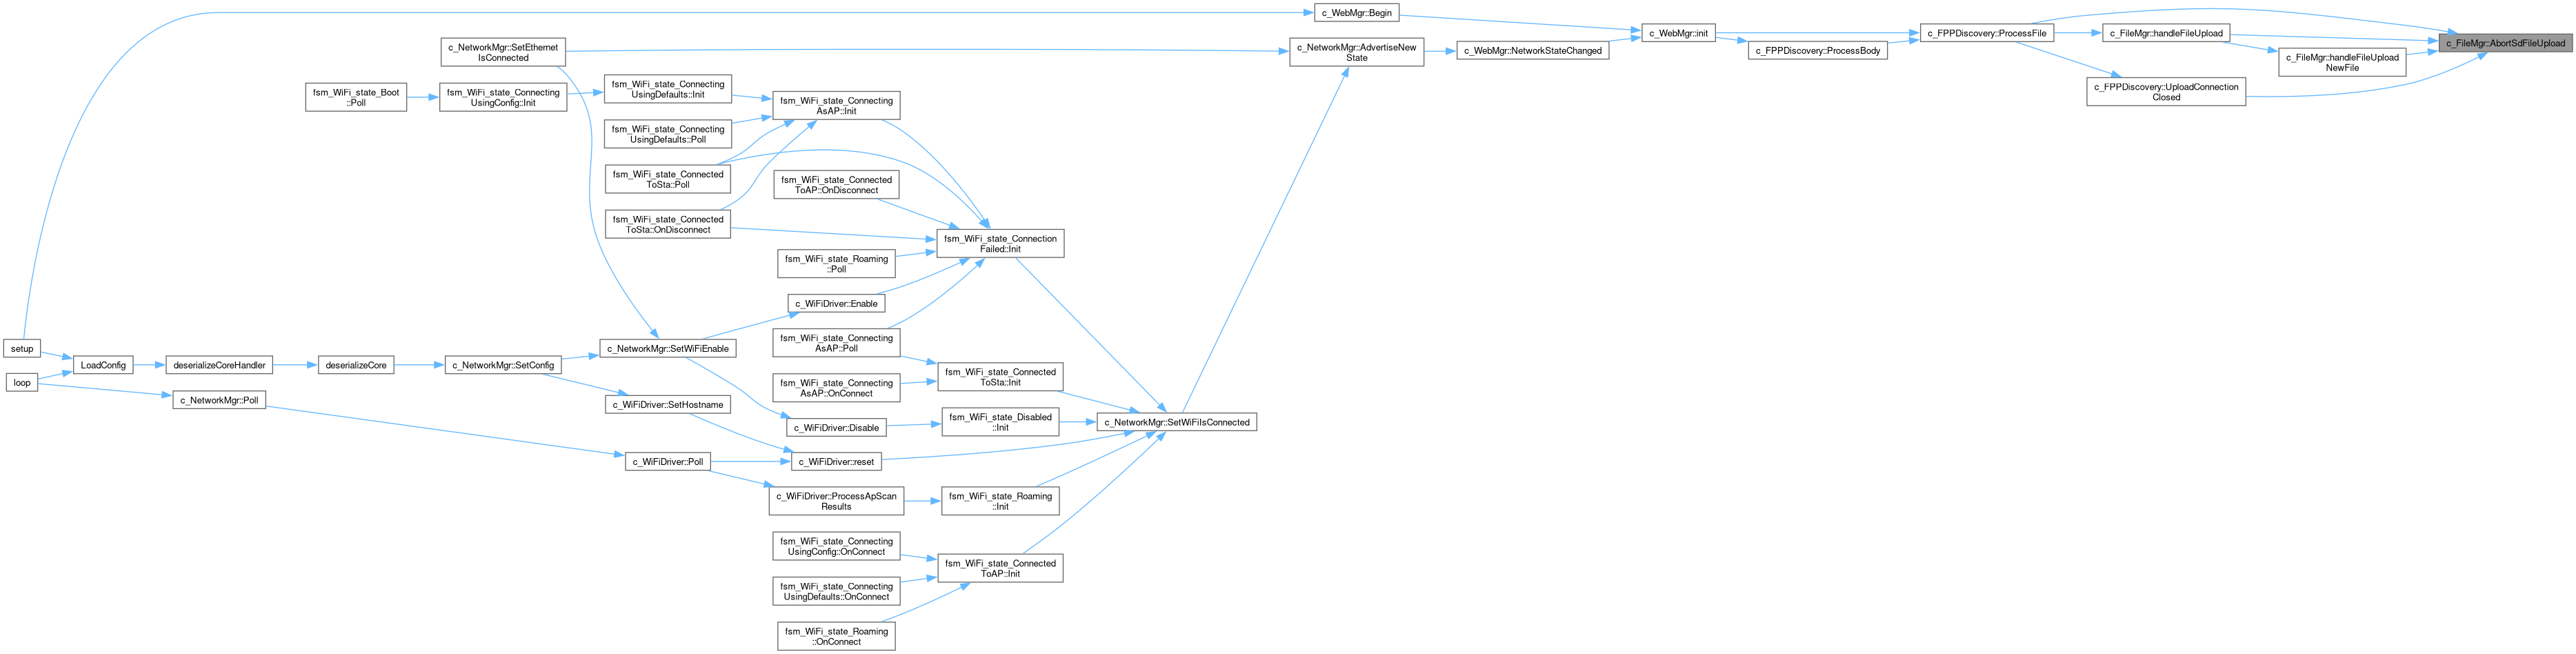 setup
loop
LoadConfig
c_NetworkMgr::Poll
deserializeCoreHandler
fsm_WiFi_state_Boot
::Poll
deserializeCore
c_NetworkMgr::SetEthernet
IsConnected
fsm_WiFi_state_Connecting
UsingConfig::Init
c_NetworkMgr::SetConfig
fsm_WiFi_state_Connecting
UsingDefaults::Init
fsm_WiFi_state_Connecting
UsingDefaults::Poll
fsm_WiFi_state_Connected
ToSta::Poll
fsm_WiFi_state_Connected
ToSta::OnDisconnect
c_NetworkMgr::SetWiFiEnable
c_WiFiDriver::SetHostname
c_WiFiDriver::Poll
fsm_WiFi_state_Connecting
AsAP::Init
fsm_WiFi_state_Connected
ToAP::OnDisconnect
fsm_WiFi_state_Roaming
::Poll
c_WiFiDriver::Enable
fsm_WiFi_state_Connecting
AsAP::Poll
fsm_WiFi_state_Connecting
AsAP::OnConnect
c_WiFiDriver::Disable
c_WiFiDriver::reset
c_WiFiDriver::ProcessApScan
Results
fsm_WiFi_state_Connecting
UsingConfig::OnConnect
fsm_WiFi_state_Connecting
UsingDefaults::OnConnect
fsm_WiFi_state_Roaming
::OnConnect
fsm_WiFi_state_Connection
Failed::Init
fsm_WiFi_state_Connected
ToSta::Init
fsm_WiFi_state_Disabled
::Init
fsm_WiFi_state_Roaming
::Init
fsm_WiFi_state_Connected
ToAP::Init
c_NetworkMgr::SetWiFiIsConnected
c_WebMgr::Begin
c_NetworkMgr::AdvertiseNew
State
c_WebMgr::NetworkStateChanged
c_WebMgr::init
c_FPPDiscovery::ProcessBody
c_FPPDiscovery::ProcessFile
c_FileMgr::handleFileUpload
c_FPPDiscovery::UploadConnection
Closed
c_FileMgr::handleFileUpload
NewFile
c_FileMgr::AbortSdFileUpload